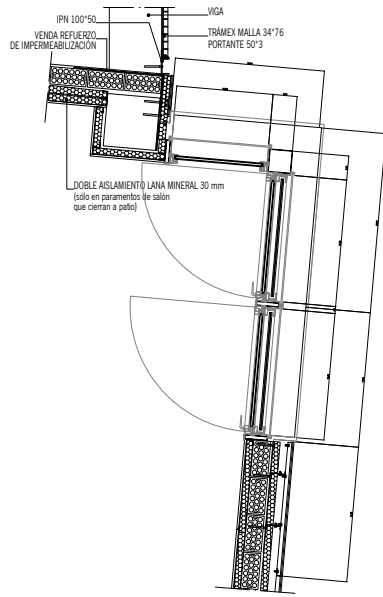 VIGA
IPN 100*50
TRÁMEX MALLA 34*76
PORTANTE 50*3
VENDA REFUERZO
DE IMPERMEABILIZACIÓN
DOBLE AISLAMIENTO LANA MINERAL 30 mm
(sólo en paramentos de salón
que cierran a patio)